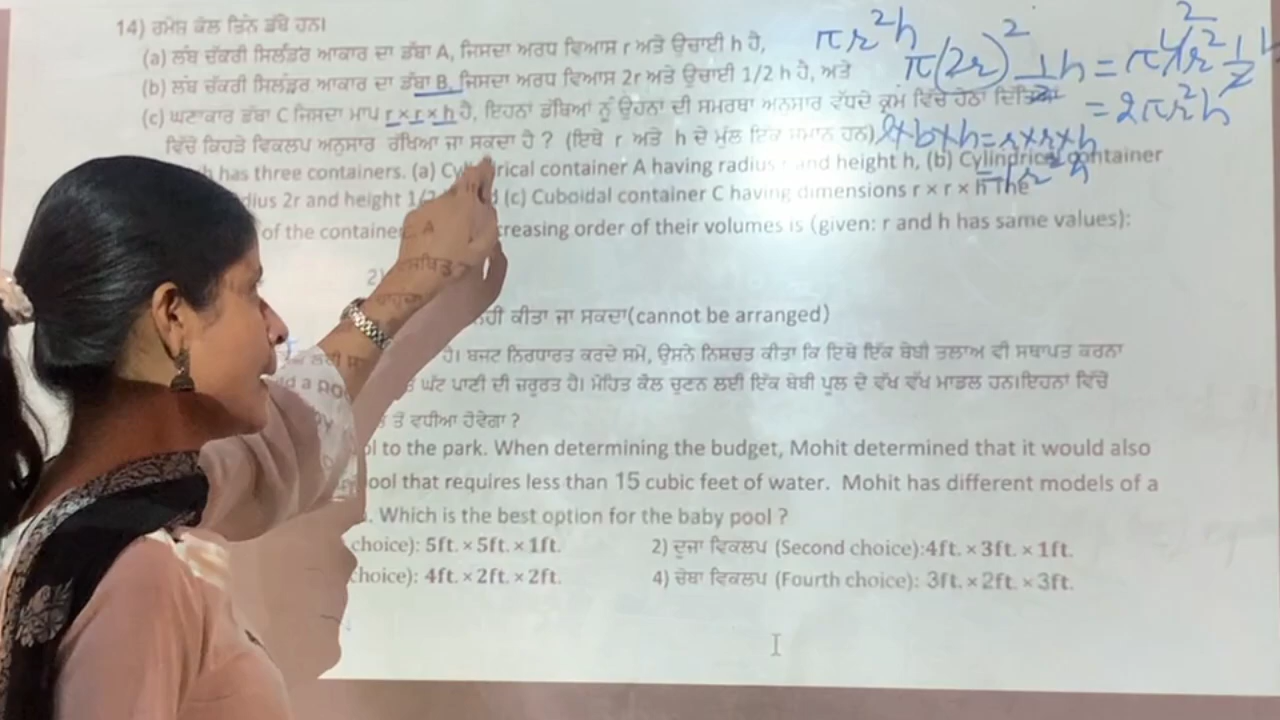 14) ਰਮੇਸ਼ ਕੋਲ ਤਿੰਨ ਡੱਬੇ ਹਨ।
(a) ਲੰਬ ਚੱਕਰੀ ਸਿਲੰਡਰ ਆਕਾਰ ਦਾ ਡੱਬਾ A, ਜਿਸਦਾ ਅਰਧ ਵਿਆਸ r ਅਤੇ ਉਚਾਈ h ਹੈ,
πr²h
(b) ਲੰਬ ਚੱਕਰੀ ਸਿਲੰਡਰ ਆਕਾਰ ਦਾ ਡੱਬਾ B, ਜਿਸਦਾ ਅਰਧ ਵਿਆਸ 2r ਅਤੇ ਉਚਾਈ 1/2 h ਹੈ, ਅਤੇ
π(2r)² 1/2 h = π 4r² 1/2 h
= 2πr²h
(c) ਘਣਾਕਾਰ ਡੱਬਾ C ਜਿਸਦਾ ਮਾਪ r × r × h ਹੈ, ਇਹਨਾਂ ਡੱਬਿਆਂ ਨੂੰ ਉਹਨਾਂ ਦੀ ਸਮਰਥਾ ਅਨੁਸਾਰ ਵੱਧਦੇ ਕ੍ਰਮ ਵਿੱਚ ਹੇਠਾਂ ਦਿੱਤਿਆਂ
ਵਿੱਚੋਂ ਕਿਹੜੇ ਵਿਕਲਪ ਅਨੁਸਾਰ ਰੱਖਿਆ ਜਾ ਸਕਦਾ ਹੈ ? (ਇਥੇ r ਅਤੇ h ਦੇ ਮੁੱਲ ਇੱਕ ਸਮਾਨ ਹਨ)
l×b×h = r×r×h
= r²h
has three containers. (a) Cylindrical container A having radius r and height h, (b) Cylindrical container
2r and height (c) Cuboidal container C having dimensions r × r × h The
of the container order of their volumes is (given: r and h has same values):
2)
ਨਹੀਂ ਕੀਤਾ ਜਾ ਸਕਦਾ(cannot be arranged)
ਹੈ। ਬਜਟ ਨਿਰਧਾਰਤ ਕਰਦੇ ਸਮੇਂ, ਉਸਨੇ ਨਿਸਚਤ ਕੀਤਾ ਕਿ ਇਥੇ ਇੱਕ ਬੇਬੀ ਤਲਾਅ ਵੀ ਸਥਾਪਤ ਕਰਨਾ
ਘੱਟ ਪਾਣੀ ਦੀ ਜ਼ਰੂਰਤ ਹੈ। ਮੋਹਿਤ ਕੋਲ ਚੁਣਨ ਲਈ ਇੱਕ ਬੇਬੀ ਪੂਲ ਦੇ ਵੱਖ ਵੱਖ ਮਾਡਲ ਹਨ।ਇਹਨਾਂ ਵਿੱਚੋਂ
ਤੋਂ ਵਧੀਆ ਹੋਵੇਗਾ ?
to the park. When determining the budget, Mohit determined that it would also
that requires less than 15 cubic feet of water. Mohit has different models of a
. Which is the best option for the baby pool ?
choice): 5ft. × 5ft. × 1ft. 2) ਦੂਜਾ ਵਿਕਲਪ (Second choice):4ft. × 3ft. × 1ft.
choice): 4ft. × 2ft. × 2ft. 4) ਚੋਥਾ ਵਿਕਲਪ (Fourth choice): 3ft. × 2ft. × 3ft.